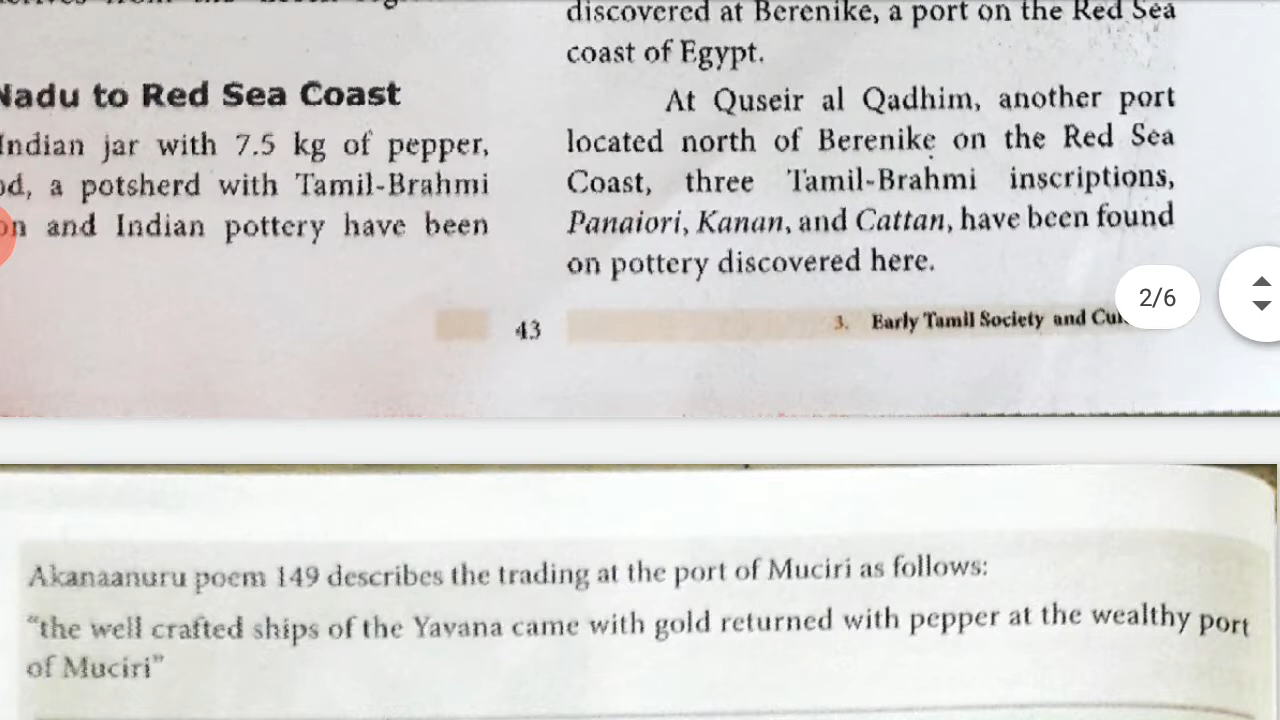 Nadu to Red Sea Coast
Indian jar with 7.5 kg of pepper,
a potsherd with Tamil-Brahmi
and Indian pottery have been
discovered at Berenike, a port on the Red Sea
coast of Egypt.
At Quseir al Qadhim, another port
located north of Berenike on the Red Sea
Coast, three Tamil-Brahmi inscriptions,
Panaiori, Kanan, and Cattan, have been found
on pottery discovered here.
43
3. Early Tamil Society and
2/6
Akanaanuru poem 149 describes the trading at the port of Muciri as follows:
"the well crafted ships of the Yavana came with gold returned with pepper at the wealthy port
of Muciri"